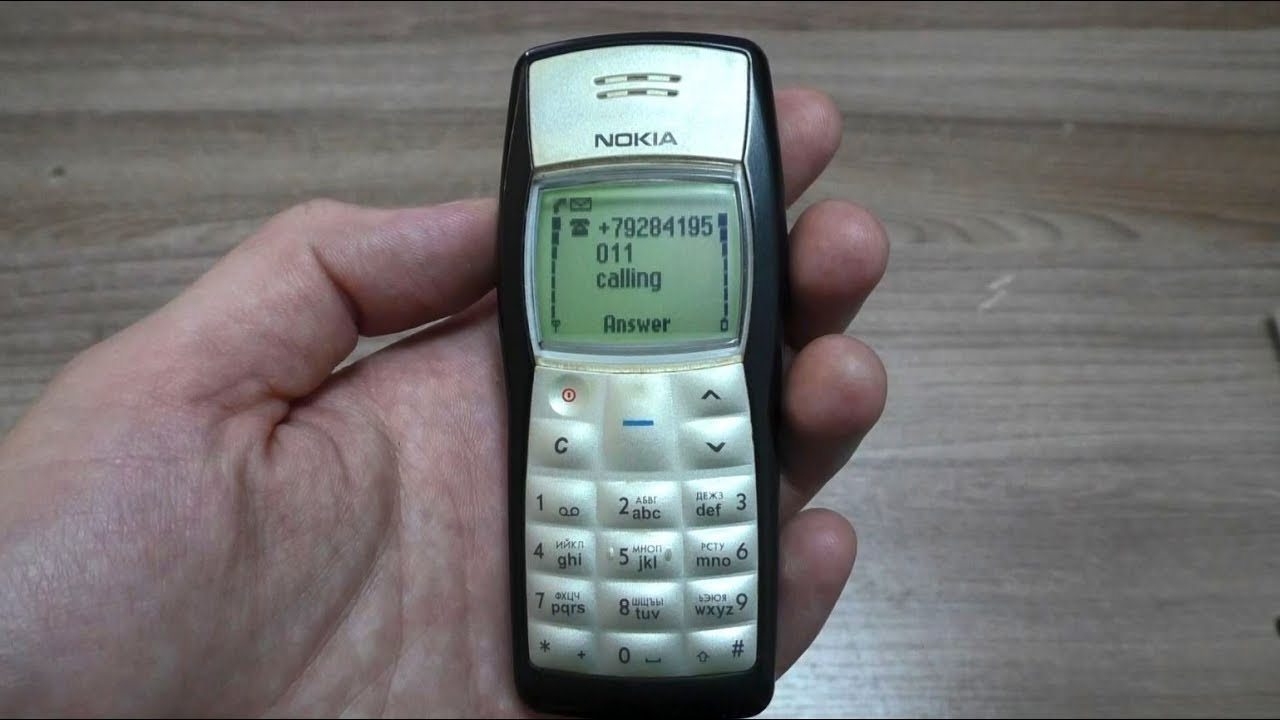 NOKIA
+79284195
011
calling
Answer
C
1
2 АБВГ abc
ДЕЖЗ def 3
4 ИЙКЛ ghi
5 МНОП jkl
РСТУ mno 6
7 ФХЦЧ pqrs
8 ШЩЪЫ tuv
ЬЭЮЯ wxyz 9
* +
0
#